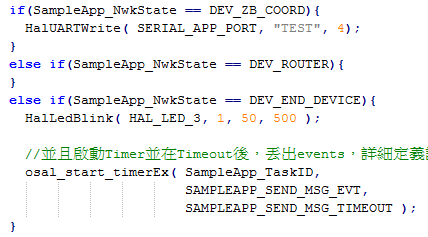 if(SampleApp_NwkState == DEV_ZB_COORD){
HalUARTWrite( SERIAL_APP_PORT, "TEST", 4);
}
else if(SampleApp_NwkState == DEV_ROUTER){
}
else if(SampleApp_NwkState == DEV_END_DEVICE){
HalLedBlink( HAL_LED_3, 1, 50, 500 );
//並且啟動Timer並在Timeout後，丟出events，詳細定義
osal_start_timerEx( SampleApp_TaskID,
SAMPLEAPP_SEND_MSG_EVT,
SAMPLEAPP_SEND_MSG_TIMEOUT );
}